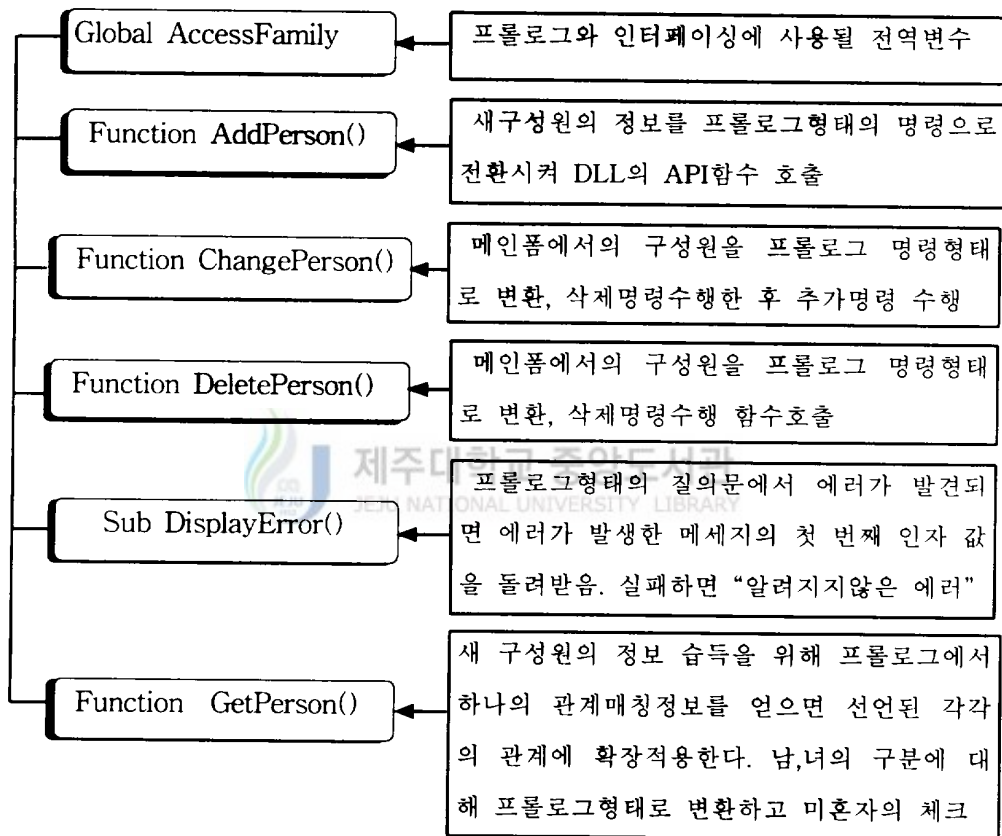 Global AccessFamily
프롤로그와 인터페이싱에 사용될 전역변수
Function AddPerson()
새구성원의 정보를 프롤로그형태의 명령으로
전환시켜 DLL의 API함수 호출
Function ChangePerson()
메인폼에서의 구성원을 프롤로그 명령형태
로 변환, 삭제명령수행한 후 추가명령 수행
Function DeletePerson()
메인폼에서의 구성원을 프롤로그 명령형태
로 변환, 삭제명령수행 함수호출
제주대학교 중앙도서관
JEJU NATIONAL UNIVERSITY LIBRARY
Sub DisplayError()
프롤로그형태의 질의문에서 에러가 발견되
면 에러가 발생한 메세지의 첫 번째 인자 값
을 돌려받음. 실패하면 “알려지지않은 에러”
Function GetPerson()
새 구성원의 정보 습득을 위해 프롤로그에서
하나의 관계매칭정보를 얻으면 선언된 각각
의 관계에 확장적용한다. 남,녀의 구분에 대
해 프롤로그형태로 변환하고 미혼자의 체크